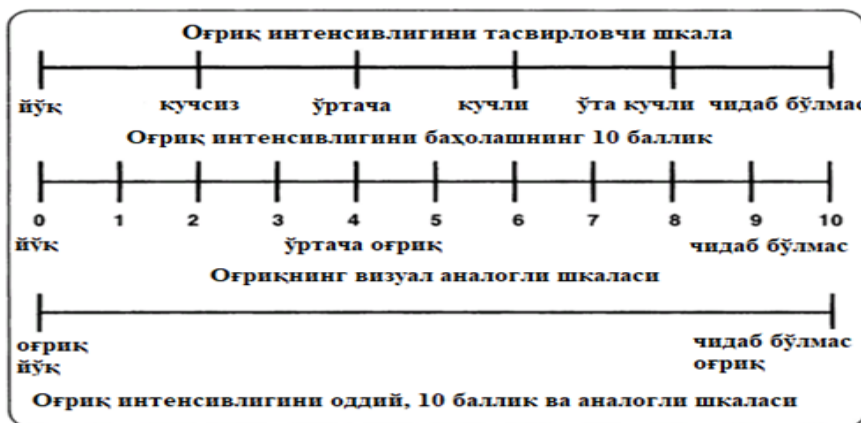 Оғриқ интенсивлигини тасвирловчи шкала
йўқ кучсиз ўртача кучли ўта кучли чидаб бўлмас
Оғриқ интенсивлигини баҳолашнинг 10 баллик
0 1 2 3 4 5 6 7 8 9 10
йўқ ўртача оғриқ чидаб бўлмас
Оғриқнинг визуал аналогли шкаласи
оғриқ чидаб бўлмас
йўқ оғриқ
Оғриқ интенсивлигини оддий, 10 баллик ва аналогли шкаласи